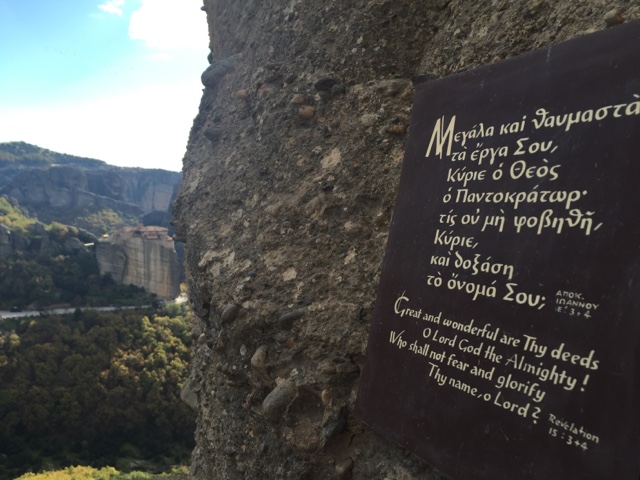 Μεγάλα καὶ θαυμαστὰ
τὰ ἔργα Σου,
Κύριε ὁ Θεὸς
ὁ Παντοκράτωρ·
τίς οὐ μὴ φοβηθῇ,
Κύριε,
καὶ δοξάσῃ
τὸ ὄνομά Σου;
ΑΠΟΚ.
ΙΩΑΝΝΟΥ
ΙΕ΄ 3+4
Great and wonderful are Thy deeds
O Lord God the Almighty!
Who shall not fear and glorify
Thy name, o Lord?
Revelation
15:3+4